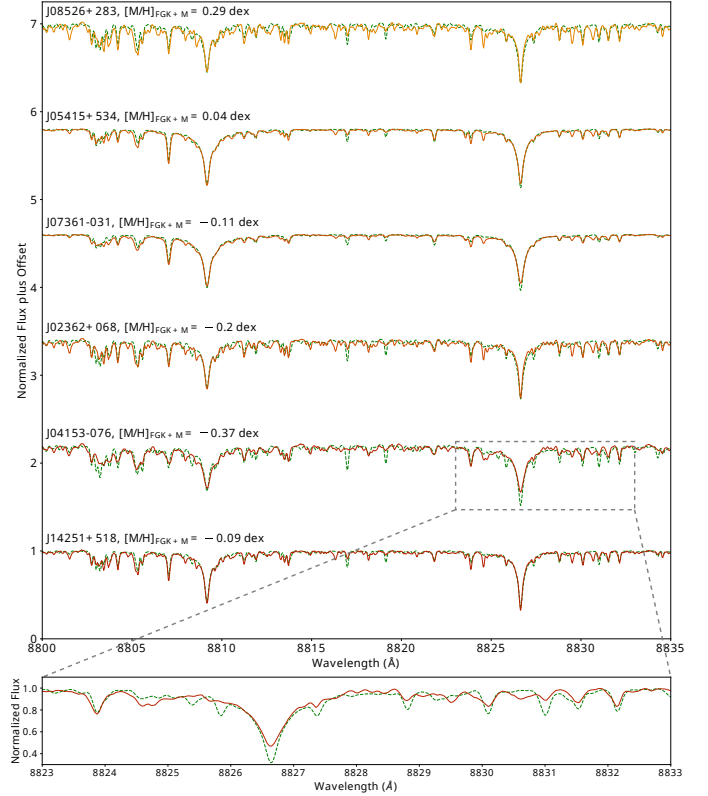 J08526+283, [M/H]FGK+M = 0.29 dex
7
6
J05415+534, [M/H]FGK+M = 0.04 dex
5
J07361-031, [M/H]FGK+M = −0.11 dex
4
J02362+068, [M/H]FGK+M = −0.2 dex
3
J04153-076, [M/H]FGK+M = −0.37 dex
2
J14251+518, [M/H]FGK+M = −0.09 dex
1
0
Normalized Flux plus Offset
8800 8805 8810 8815 8820 8825 8830 8835
Wavelength (Å)
1.0
0.8
0.6
0.4
Normalized Flux
8823 8824 8825 8826 8827 8828 8829 8830 8831 8832 8833
Wavelength (Å)